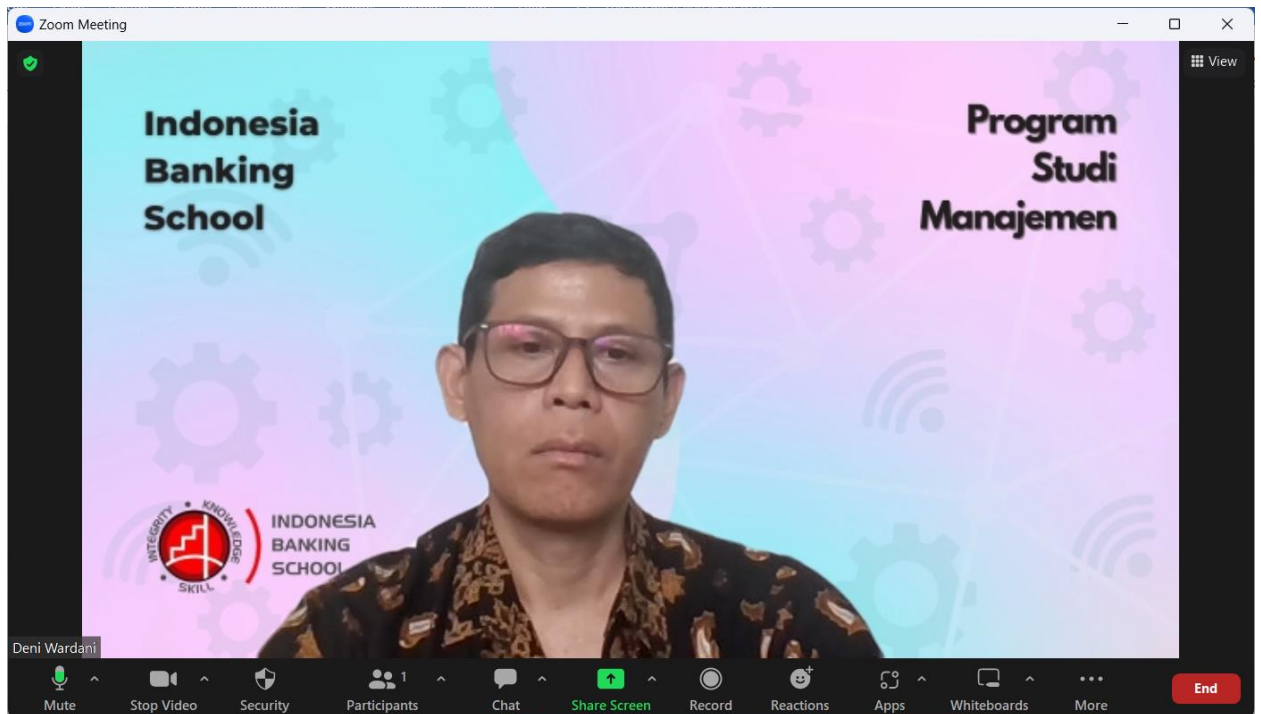 Zoom Meeting
View
Indonesia
Banking
School
Program
Studi
Manajemen
INTEGRITY • KNOWLEDGE • SKILL •
INDONESIA
BANKING
SCHOOL
Deni Wardani
Mute
Stop Video
Security
1
Participants
Chat
Share Screen
Record
Reactions
Apps
Whiteboards
More
End